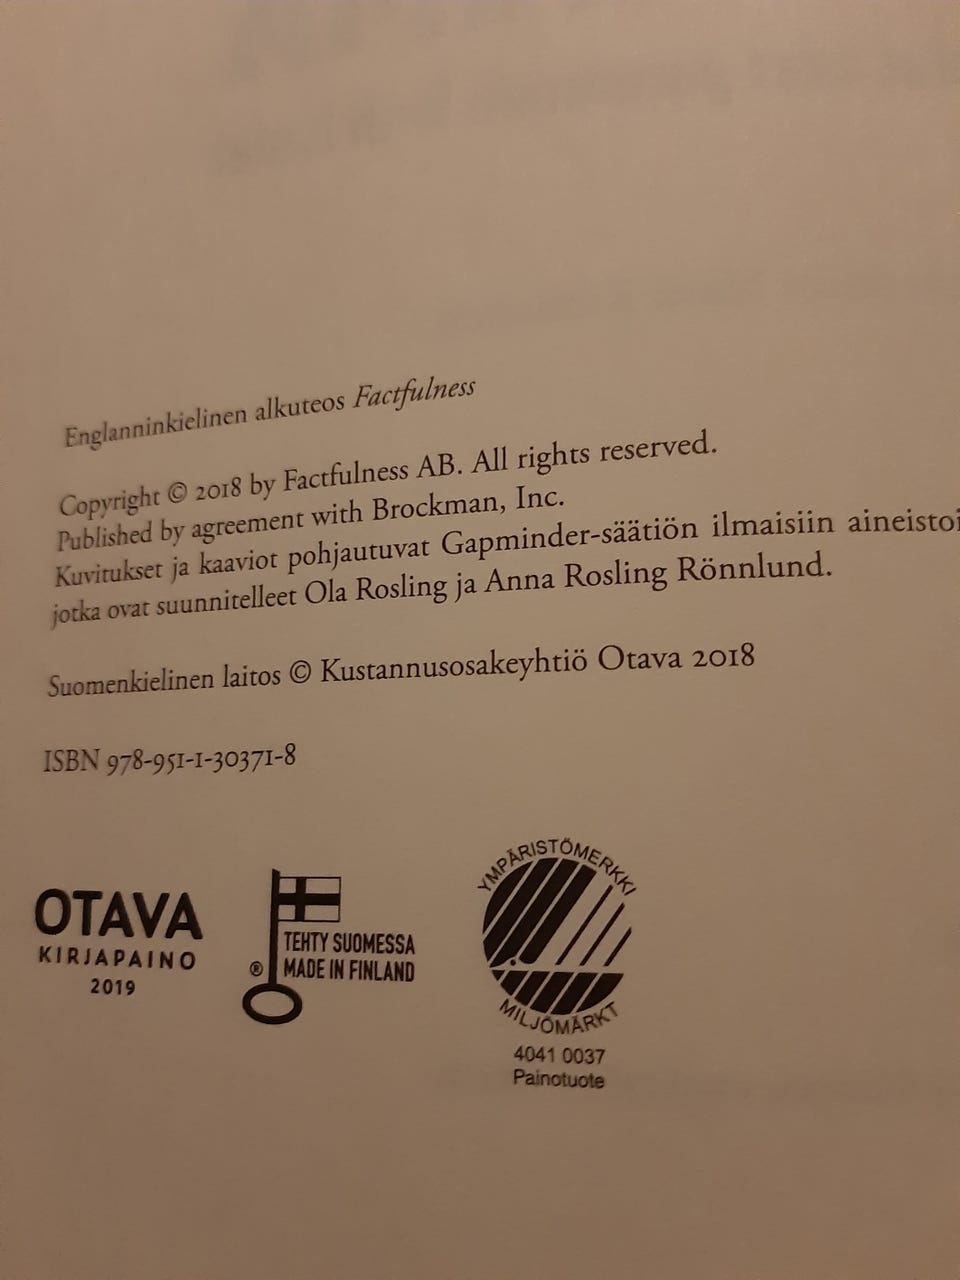 Englanninkielinen alkuteos Factfulness
Copyright © 2018 by Factfulness AB. All rights reserved.
Published by agreement with Brockman, Inc.
Kuvitukset ja kaaviot pohjautuvat Gapminder-säätiön ilmaisiin aineistoi
jotka ovat suunnitelleet Ola Rosling ja Anna Rosling Rönnlund.
Suomenkielinen laitos © Kustannusosakeyhtiö Otava 2018
ISBN 978-951-1-30371-8
OTAVA
KIRJAPAINO
2019
TEHTY SUOMESSA
® MADE IN FINLAND
YMPÄRISTÖMERKKI
MILJÖMÄRKT
4041 0037
Painotuote